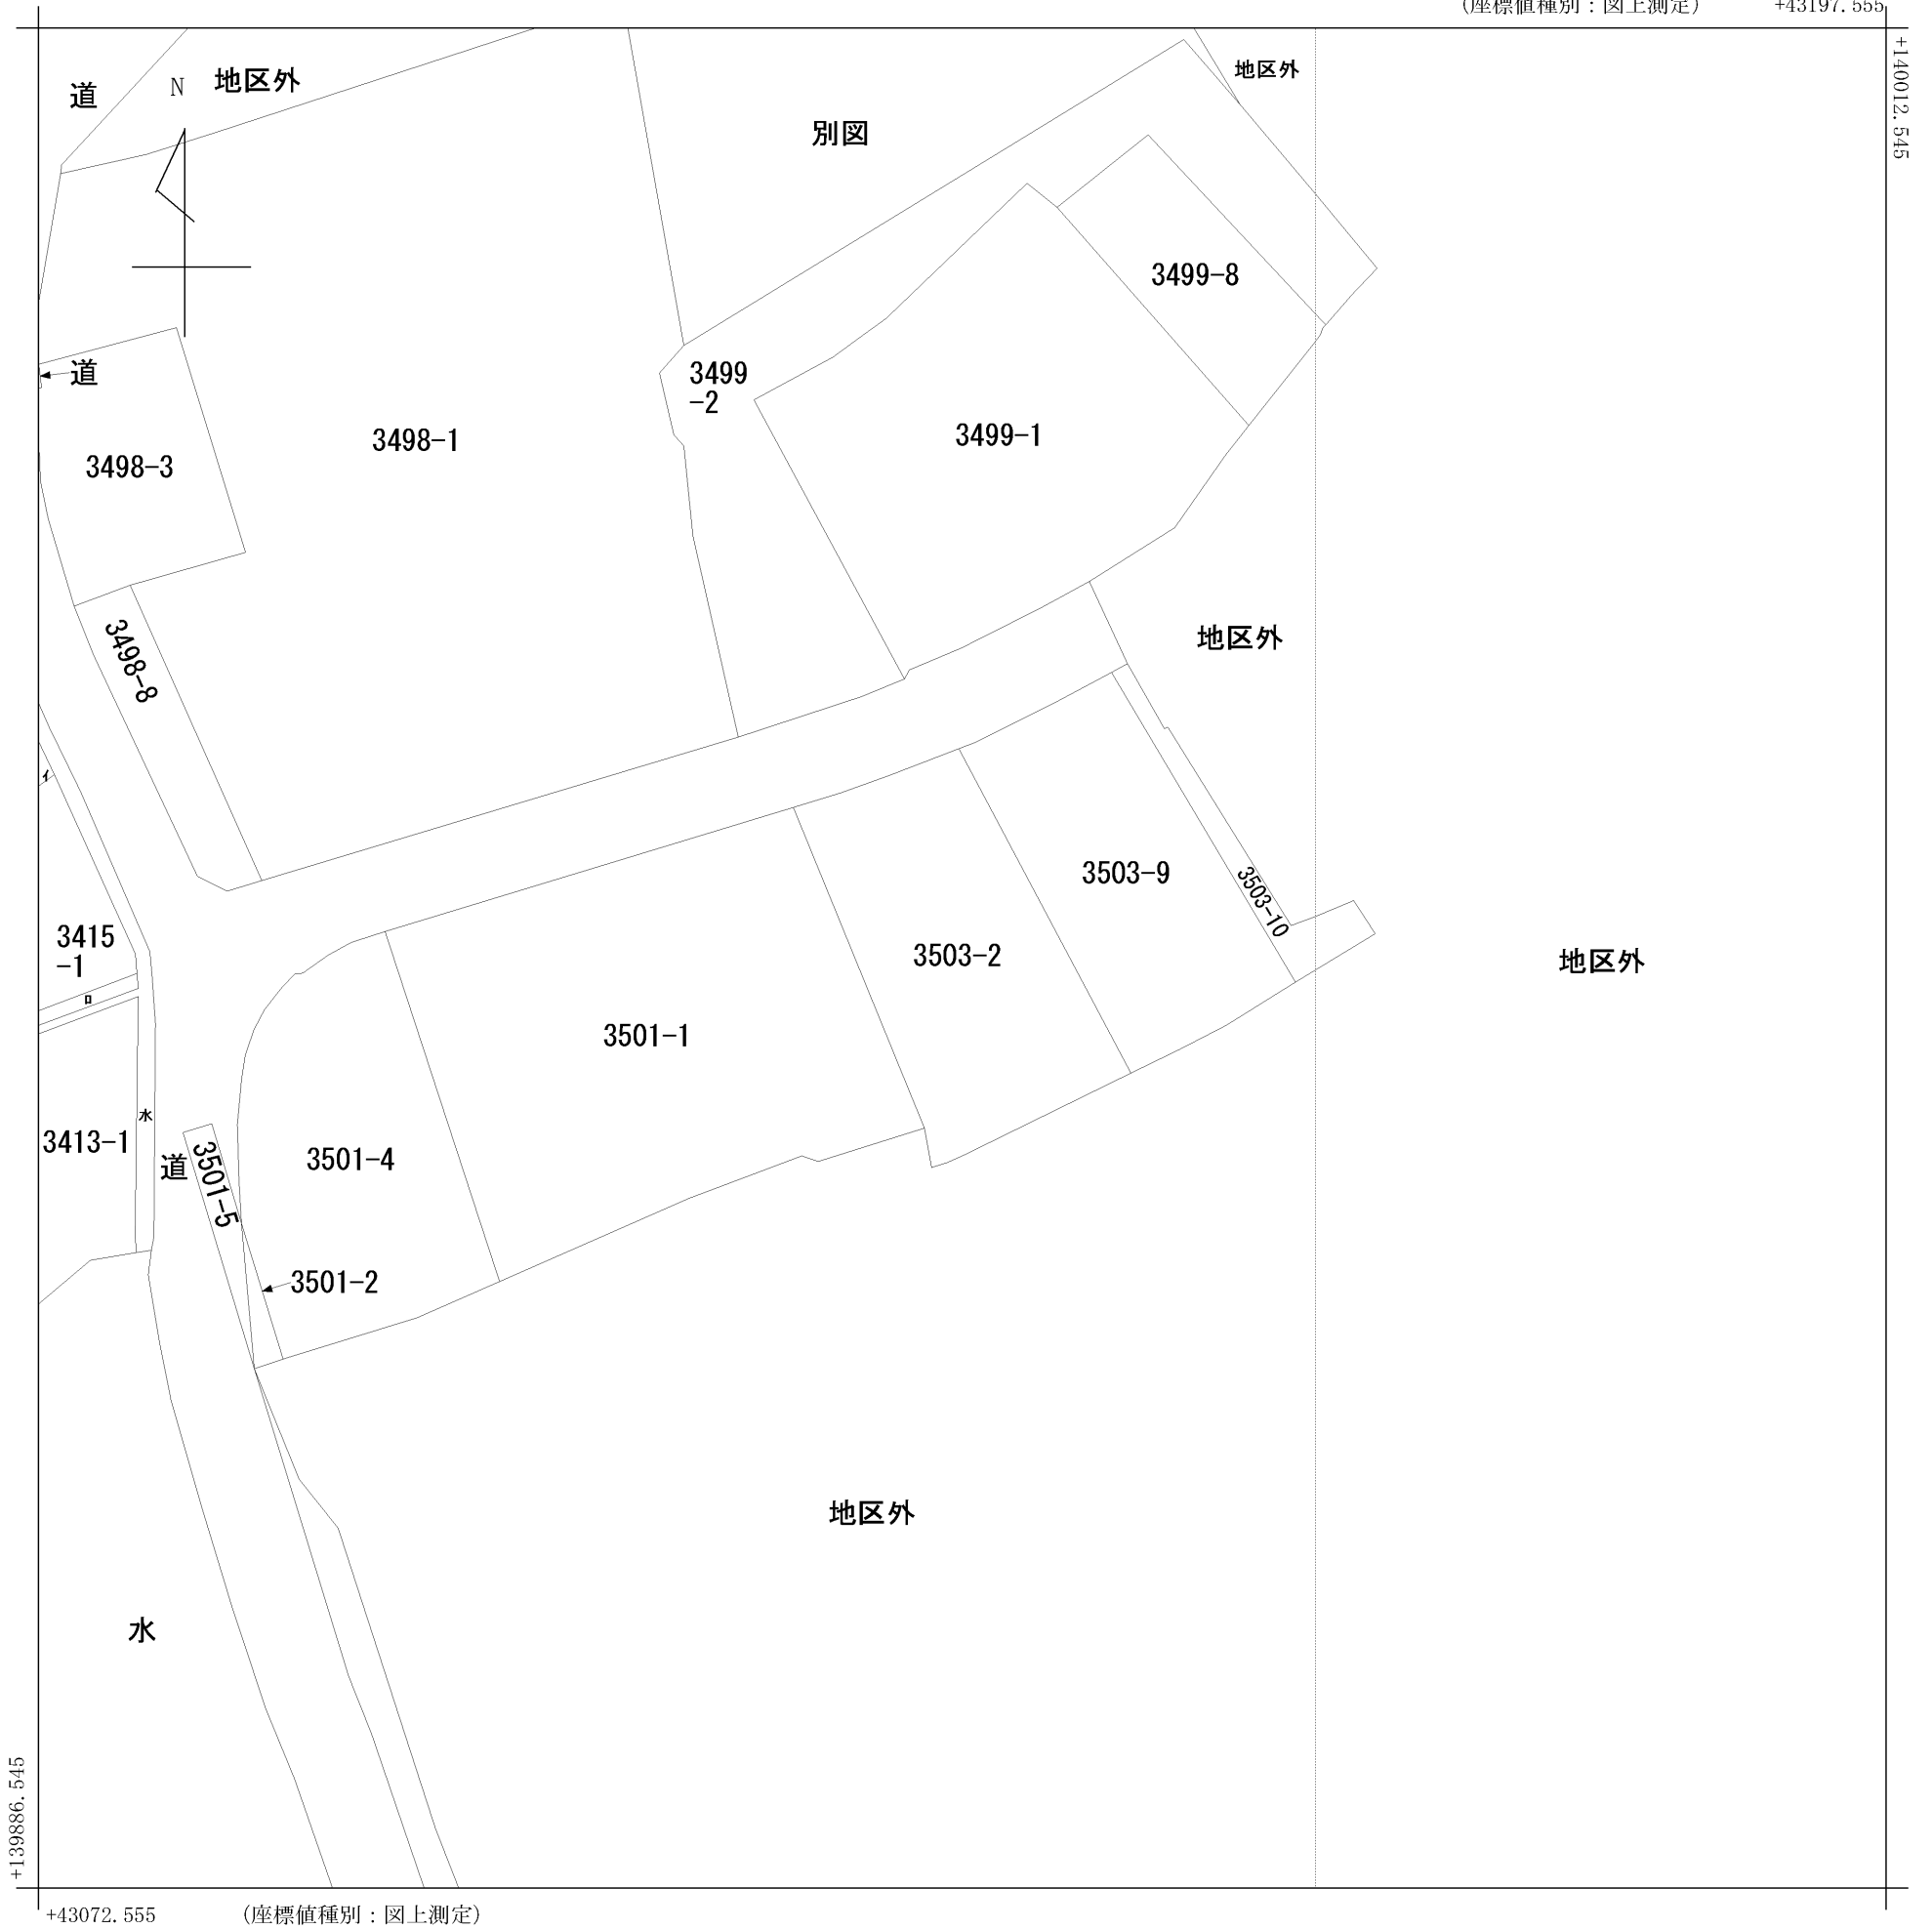 (座標値種別:図上測定) +43197.555
+140012.545
道
N
地区外
地区外
別図
3499-8
道
3499
-2
3499-1
3498-1
3498-3
地区外
3498-8
イ
3503-9
3503-10
3415
-1
3503-2
地区外
ロ
3501-1
水
3413-1
道
3501-5
3501-4
3501-2
地区外
水
+139886.545
+43072.555 (座標値種別:図上測定)